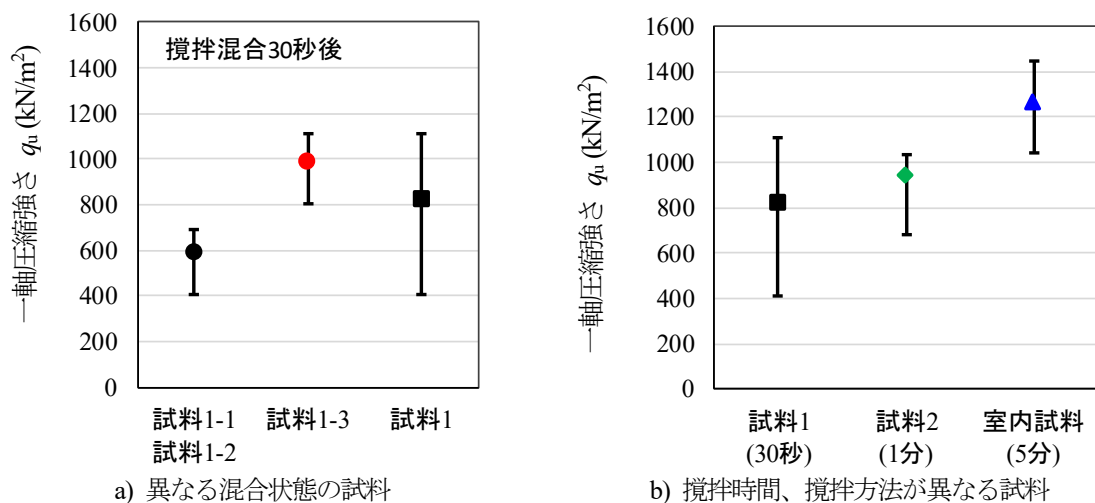 1600
1400
1200
1000
800
600
400
200
0
一軸圧縮強さ qu (kN/m²)
撹拌混合30秒後
試料1-1 試料1-3 試料1
試料1-2
a) 異なる混合状態の試料
1600
1400
1200
1000
800
600
400
200
0
一軸圧縮強さ qu (kN/m²)
試料1 試料2 室内試料
(30秒) (1分) (5分)
b) 撹拌時間、撹拌方法が異なる試料